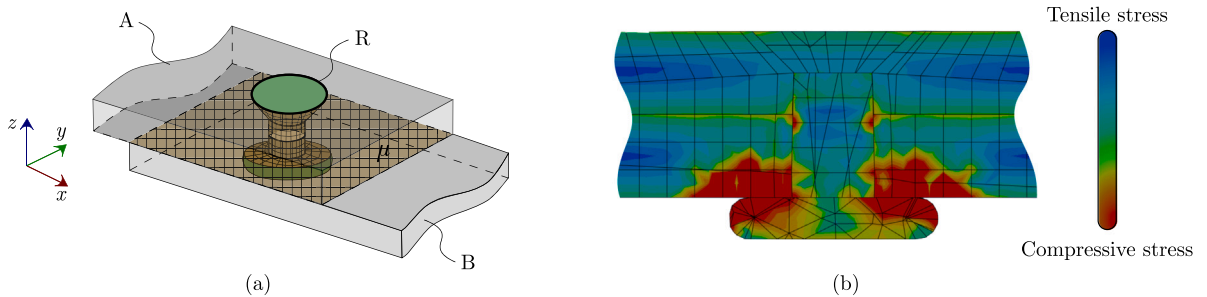 A
R
z
y
x
μ
B
(a)
Tensile stress
Compressive stress
(b)